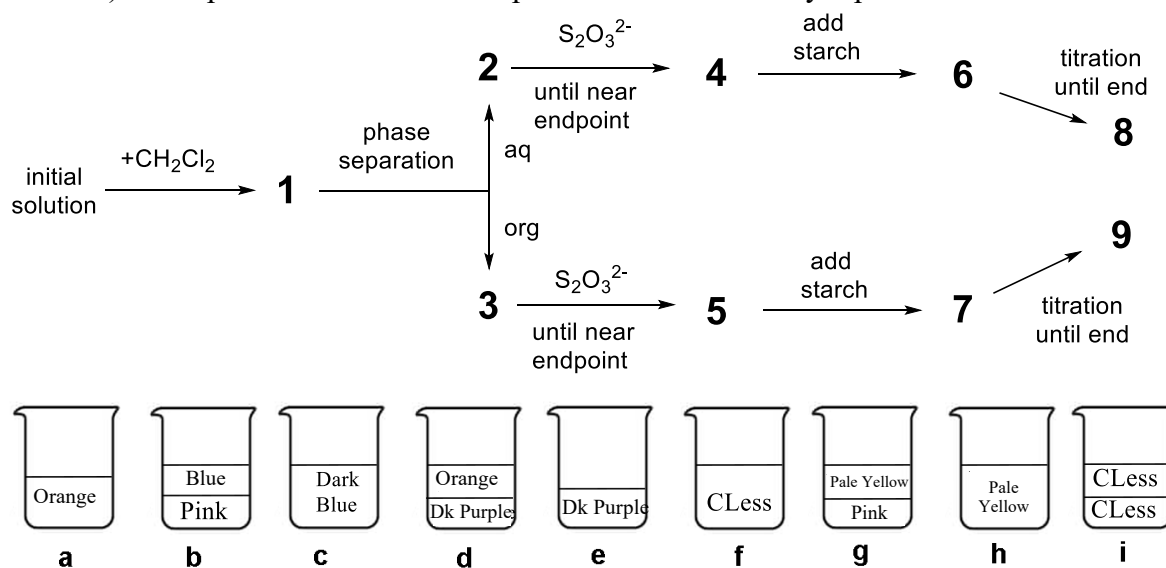 S₂O₃²⁻
add
starch
2
4
6
titration
until end
until near
endpoint
8
phase
separation
aq
+CH₂Cl₂
initial
solution
1
org
9
S₂O₃²⁻
add
starch
3
5
7
until near
endpoint
titration
until end
Orange
Blue
Pink
Dark
Blue
Orange
Dk Purple
Dk Purple
CLess
Pale Yellow
Pink
Pale
Yellow
CLess
CLess
a b c d e f g h i